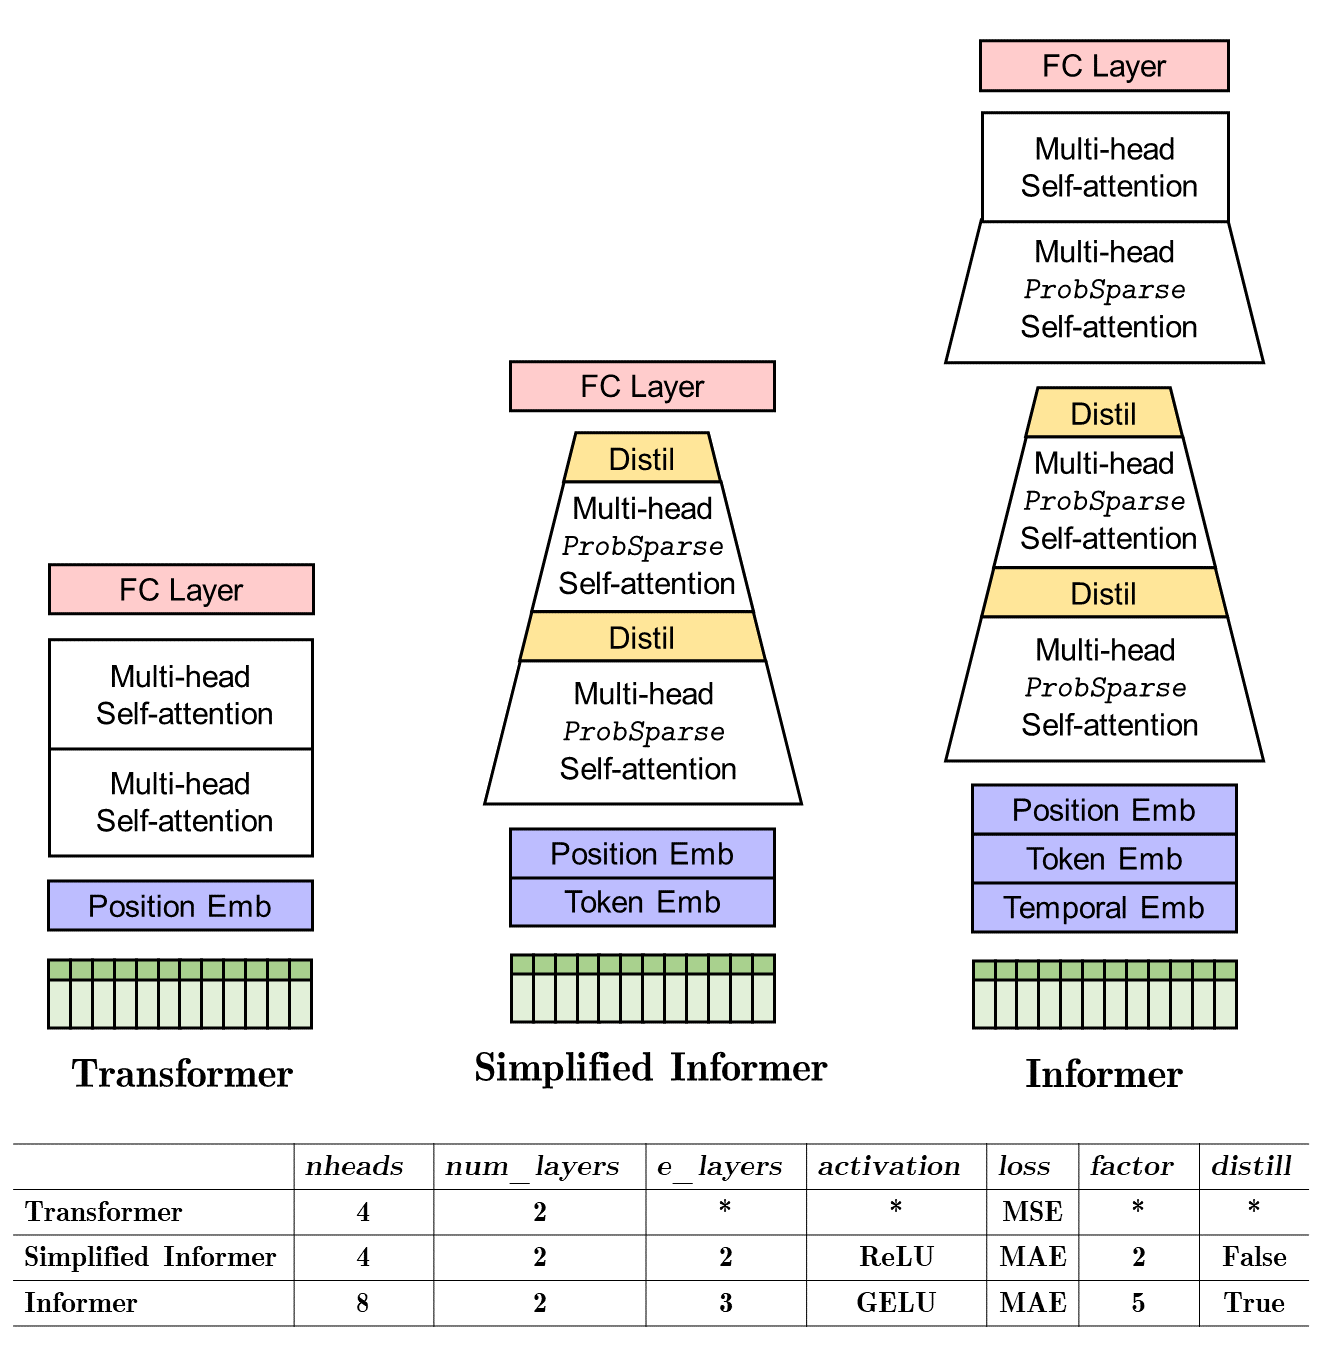 FC Layer
Multi-head
Self-attention
Multi-head
Self-attention
Position Emb
Transformer
FC Layer
Distil
Multi-head
ProbSparse
Self-attention
Distil
Multi-head
ProbSparse
Self-attention
Position Emb
Token Emb
Simplified Informer
FC Layer
Multi-head
Self-attention
Multi-head
ProbSparse
Self-attention
Distil
Multi-head
ProbSparse
Self-attention
Distil
Multi-head
ProbSparse
Self-attention
Position Emb
Token Emb
Temporal Emb
Informer
nheads num_layers e_layers activation loss factor distill
Transformer 4 2 * * MSE * *
Simplified Informer 4 2 2 ReLU MAE 2 False
Informer 8 2 3 GELU MAE 5 True